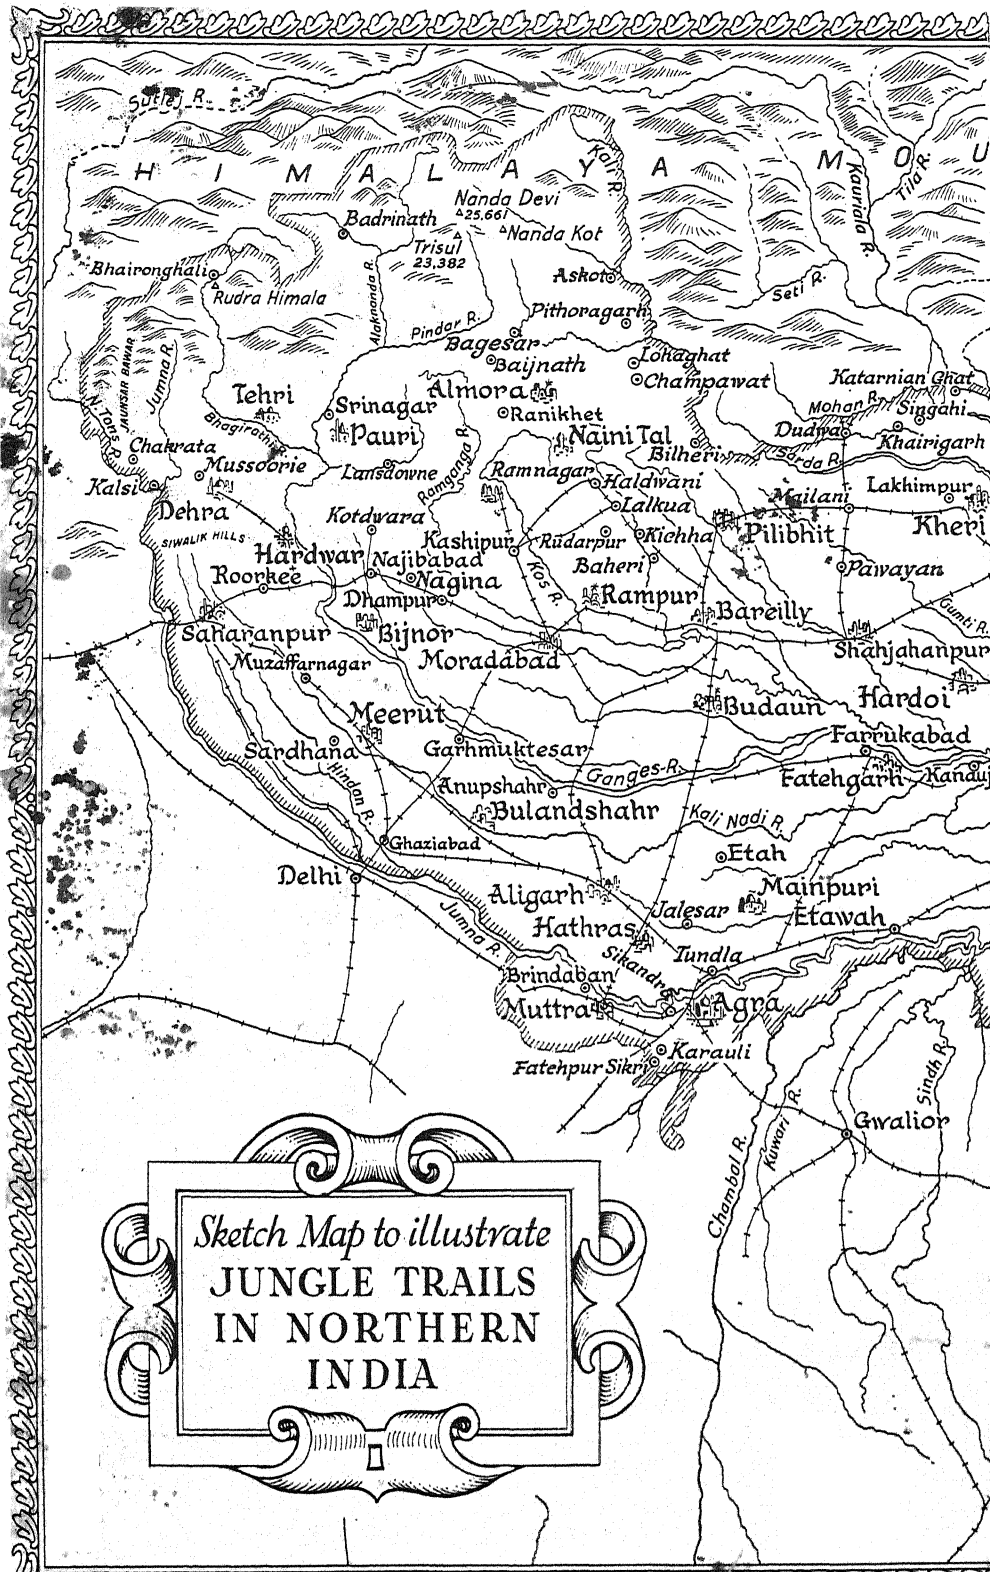 Sutlej R.
HIMALAYA MOU
Kali R.
Kauriala R.
Tila R.
Nanda Devi
25,661
Badrinath
Trisul
23,382
Nanda Kot
Bhaironghali
Rudra Himala
Askot
Seti R.
Alaknanda R.
Pindar R.
Pithoragarh
Bagesar
Baijnath
Lohaghat
Champawat
JAUNSAR BAWAR
Jumna R.
N. Tons R.
Tehri
Almora
Katarnian Ghat
Srinagar
Ranikhet
Mohan R.
Singahi
Bhagirathi R.
Pauri
Naini Tal
Dudwa
Khairigarh
Chakrata
Bilheri
Sarda R.
Mussoorie
Lansdowne
Ramganga R.
Ramnagar
Haldwani
Kalsi
Mailani
Lakhimpur
Dehra
Kotdwara
Lalkua
Kheri
SIWALIK HILLS
Hardwar
Kashipur
Rudarpur
Kichha
Pilibhit
Najibabad
Baheri
Roorkee
Nagina
Kos R.
Pawayan
Dhampur
Rampur
Bareilly
Gumti R.
Saharanpur
Bijnor
Moradabad
Shahjahanpur
Muzaffarnagar
Budaun
Hardoi
Meerut
Sardhana
Garhmuktesar
Farrukabad
Hindan R.
Anupshahr
Ganges R.
Fatehgarh
Kanauj
Bulandshahr
Kali Nadi R.
Ghaziabad
Etah
Delhi
Aligarh
Mainpuri
Jumna R.
Hathras
Jalesar
Etawah
Sikandra
Tundla
Brindaban
Muttra
Agra
Karauli
Fatehpur Sikri
Sindh R.
Kuwari R.
Gwalior
Chambal R.
Sketch Map to illustrate
JUNGLE TRAILS
IN NORTHERN
INDIA